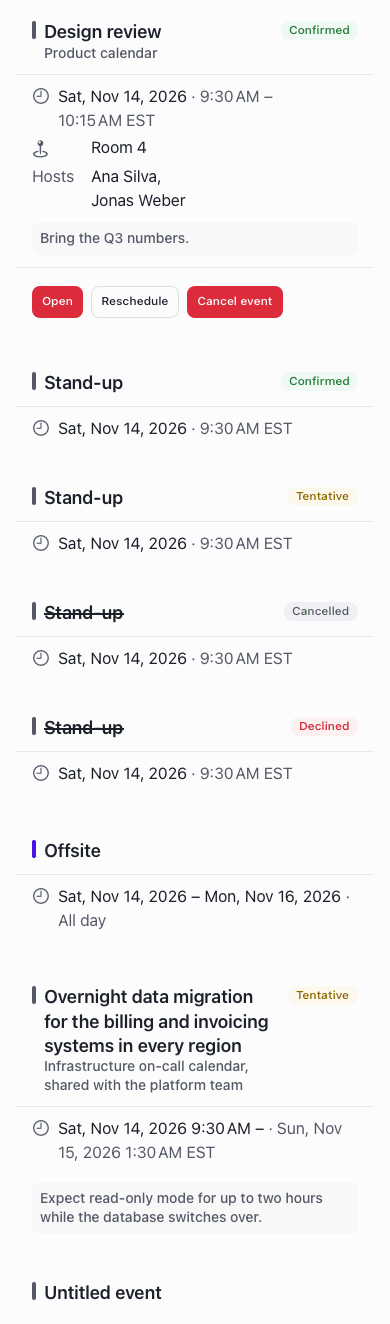 Design review
Confirmed
Product calendar
Sat, Nov 14, 2026 · 9:30 AM –
10:15 AM EST
Room 4
Hosts
Ana Silva,
Jonas Weber
Bring the Q3 numbers.
Open
Reschedule
Cancel event
Stand-up
Confirmed
Sat, Nov 14, 2026 · 9:30 AM EST
Stand-up
Tentative
Sat, Nov 14, 2026 · 9:30 AM EST
Stand-up
Cancelled
Sat, Nov 14, 2026 · 9:30 AM EST
Stand-up
Declined
Sat, Nov 14, 2026 · 9:30 AM EST
Offsite
Sat, Nov 14, 2026 – Mon, Nov 16, 2026 ·
All day
Overnight data migration
for the billing and invoicing
systems in every region
Tentative
Infrastructure on-call calendar,
shared with the platform team
Sat, Nov 14, 2026 9:30 AM – · Sun, Nov
15, 2026 1:30 AM EST
Expect read-only mode for up to two hours
while the database switches over.
Untitled event